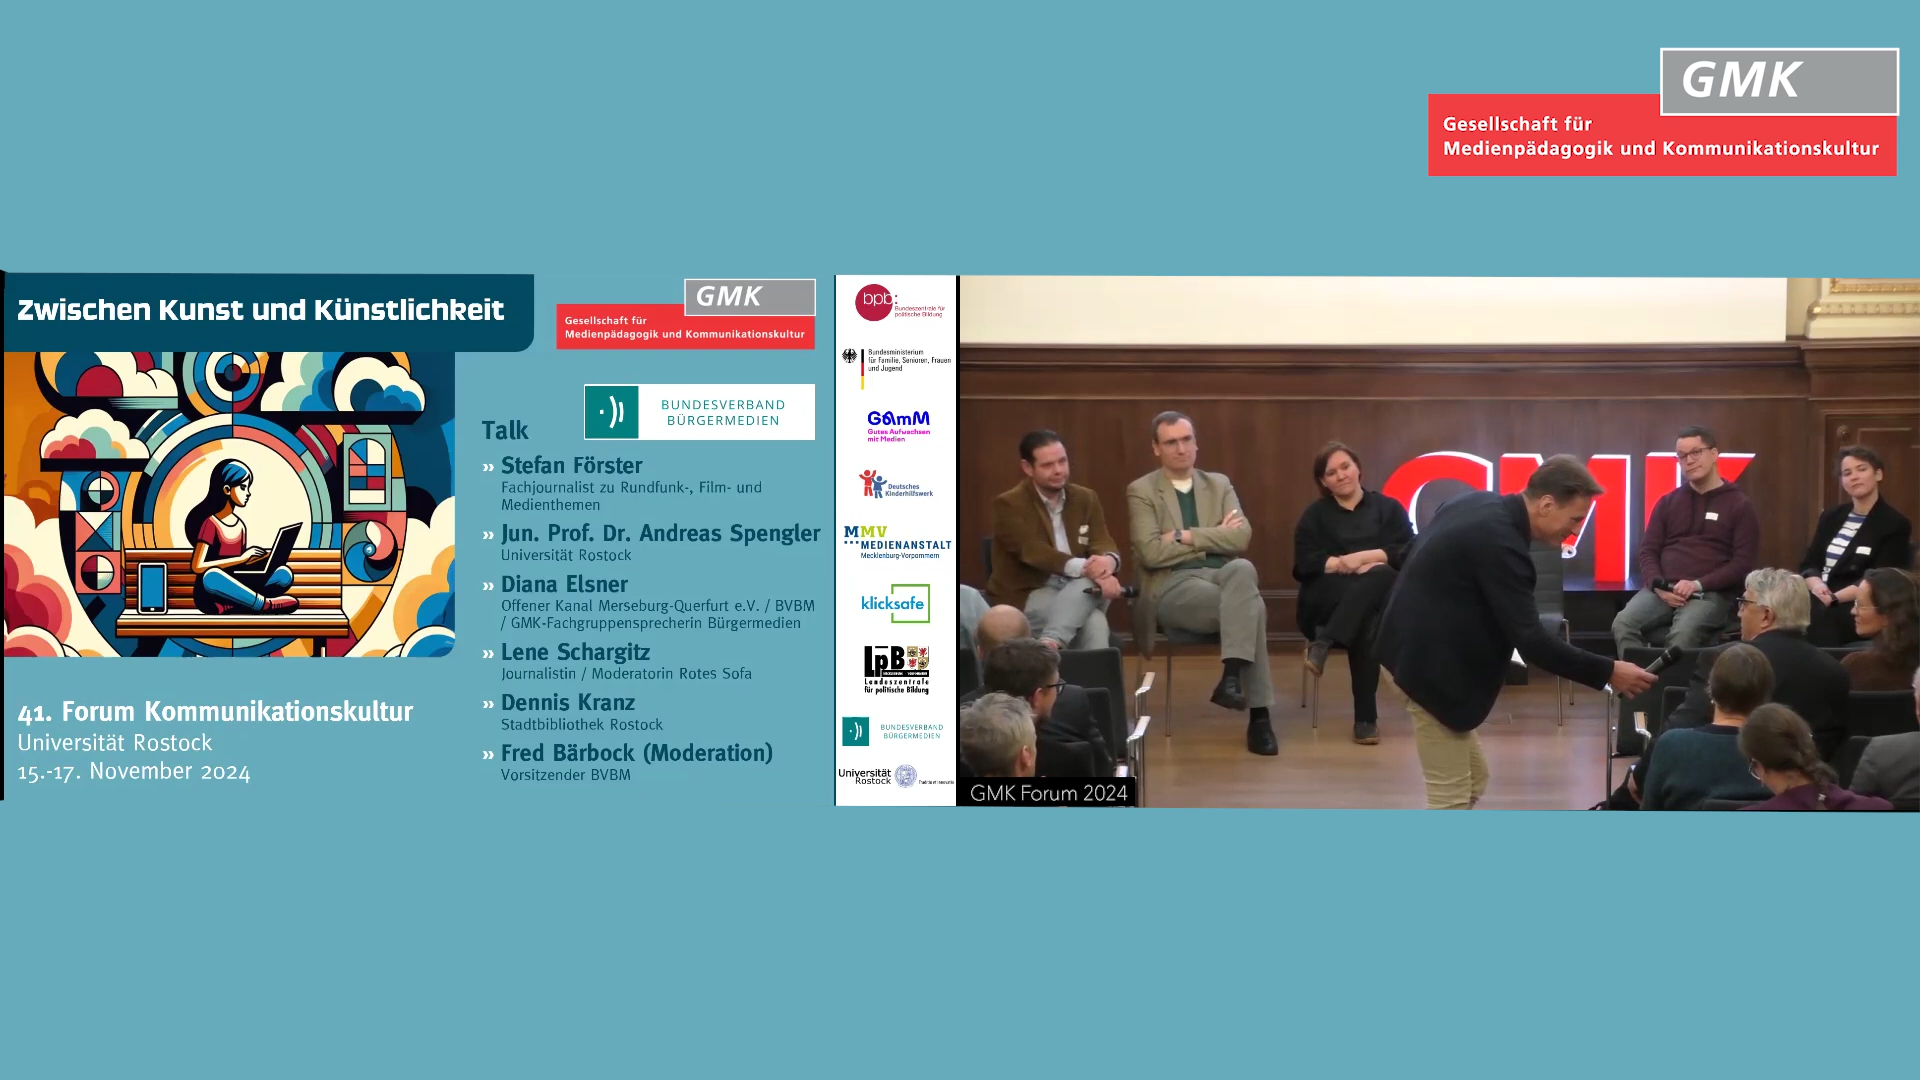 GMK
Gesellschaft für
Medienpädagogik und Kommunikationskultur
Zwischen Kunst und Künstlichkeit
GMK
Gesellschaft für
Medienpädagogik und Kommunikationskultur
BUNDESVERBAND
BÜRGERMEDIEN
Talk
» Stefan Förster
Fachjournalist zu Rundfunk-, Film- und
Medienthemen
» Jun. Prof. Dr. Andreas Spengler
Universität Rostock
» Diana Elsner
Offener Kanal Merseburg-Querfurt e.V. / BVBM
/ GMK-Fachgruppensprecherin Bürgermedien
» Lene Schargitz
Journalistin / Moderatorin Rotes Sofa
» Dennis Kranz
Stadtbibliothek Rostock
» Fred Bärbock (Moderation)
Vorsitzender BVBM
41. Forum Kommunikationskultur
Universität Rostock
15.-17. November 2024
bpb:
Bundeszentrale für
politische Bildung
Bundesministerium
für Familie, Senioren, Frauen
und Jugend
GAmM
Gutes Aufwachsen
mit Medien
Deutsches
Kinderhilfswerk
MMV
MEDIENANSTALT
Mecklenburg-Vorpommern
klicksafe
lpB
Landeszentrale
für politische Bildung
BUNDESVERBAND
BÜRGERMEDIEN
Universität
Rostock
GMK
GMK Forum 2024